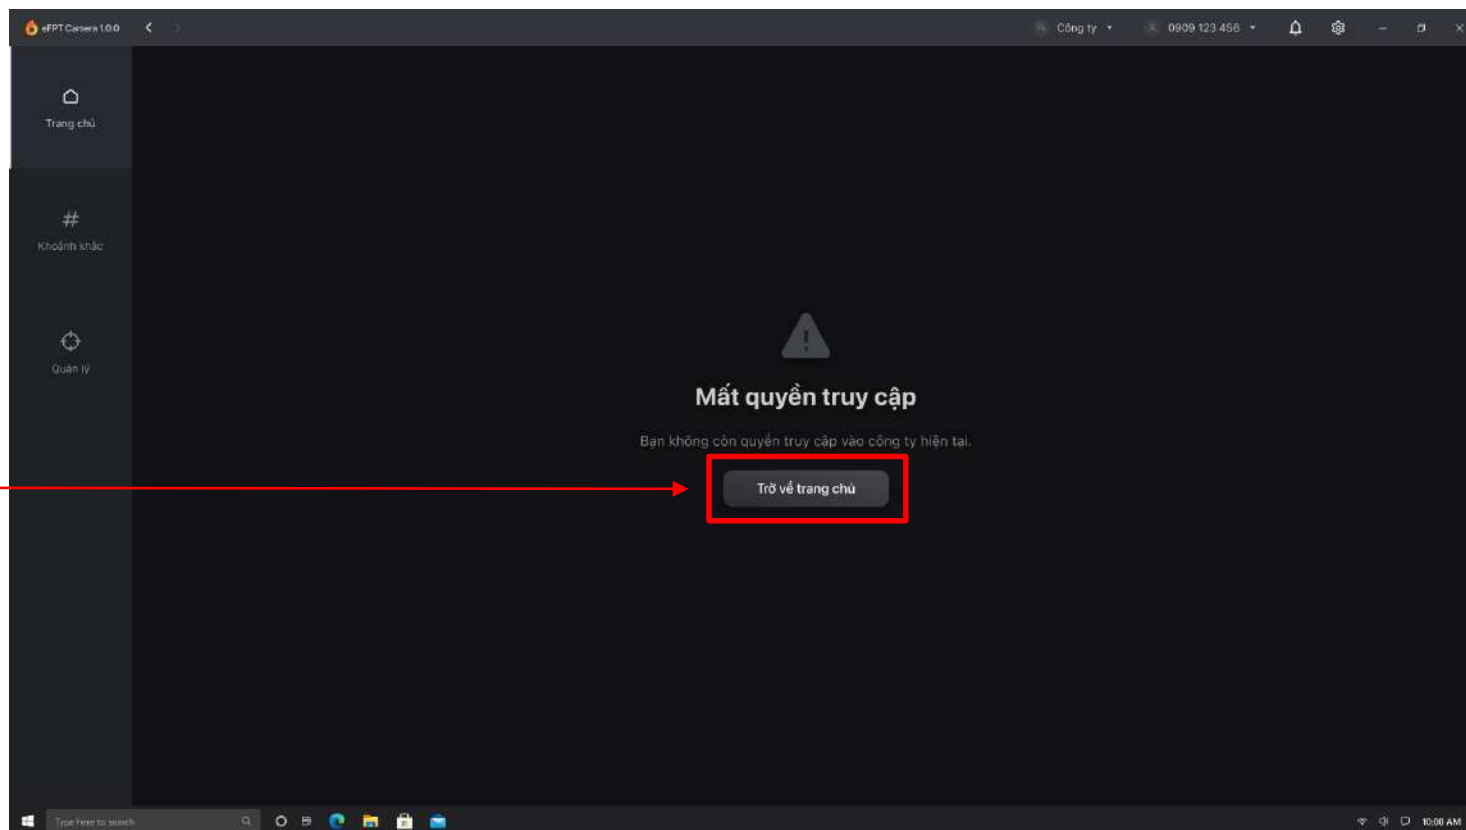 eFPT Camera 1.0.0
Công ty
0909 123 456
Trang chủ
Khoảnh khắc
Quản lý
Mất quyền truy cập
Bạn không còn quyền truy cập vào công ty hiện tại.
Trở về trang chủ
Type here to search
10:00 AM